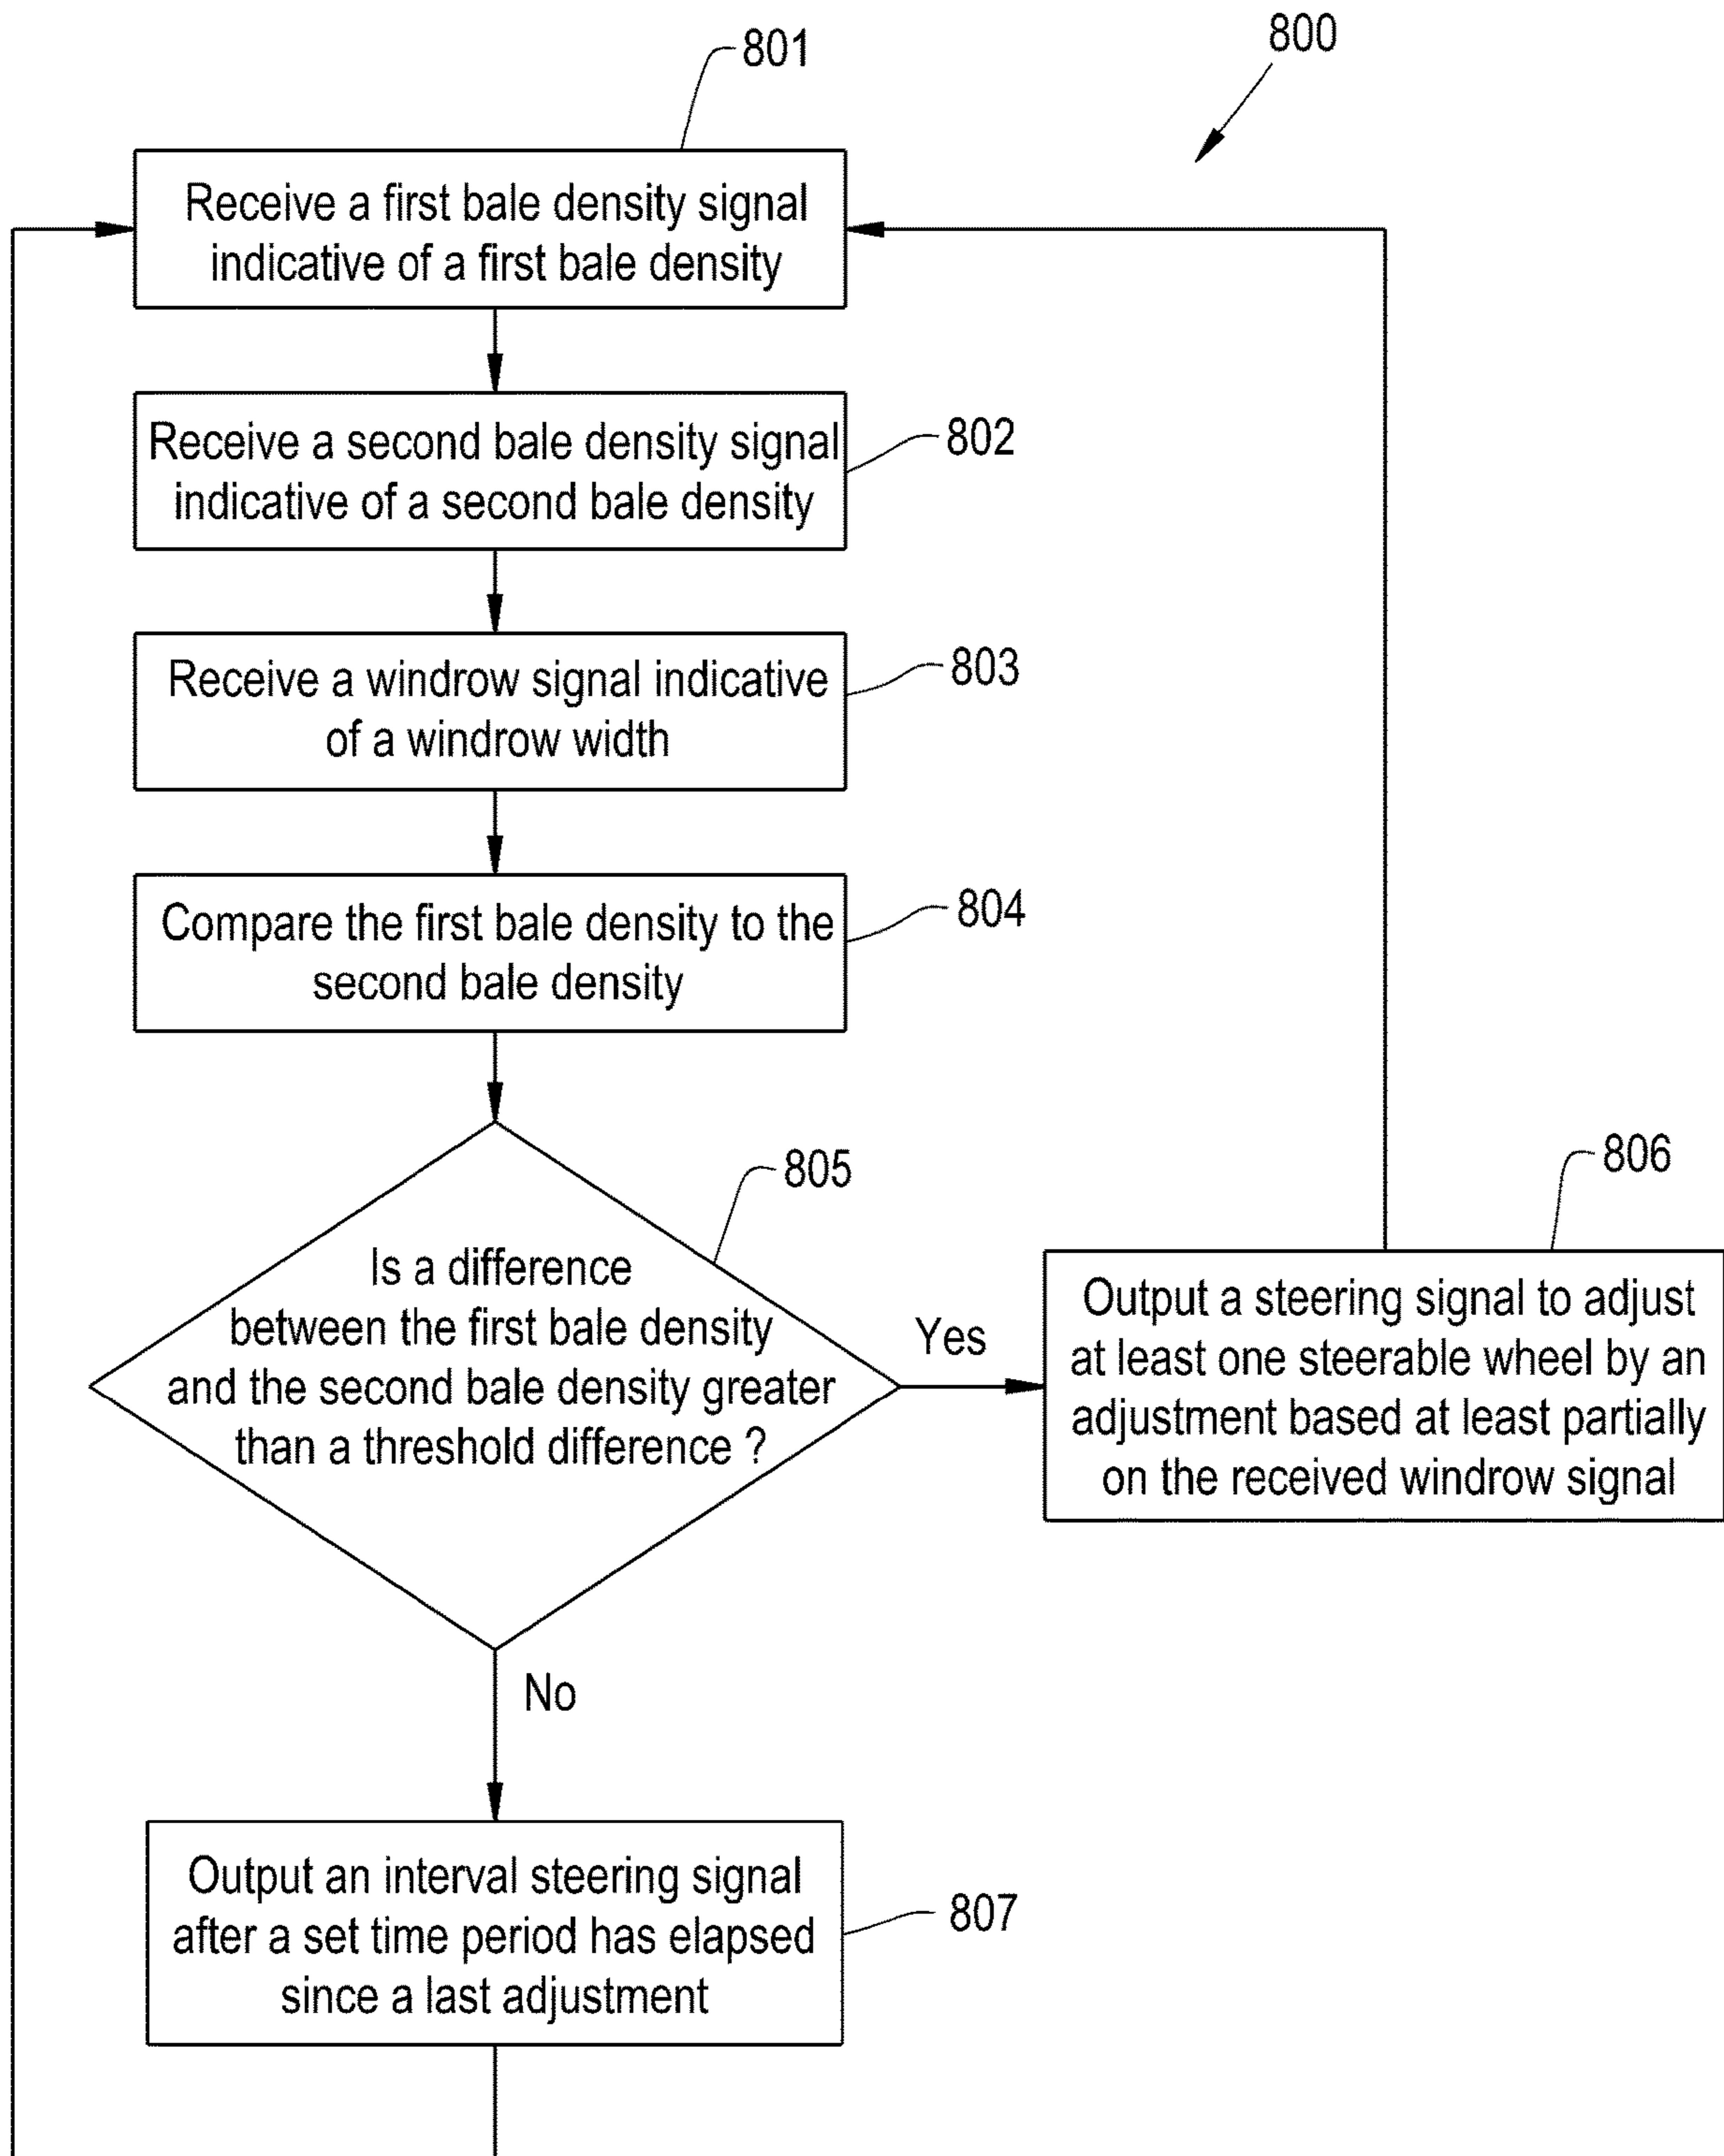 801
800
Receive a first bale density signal
indicative of a first bale density
Receive a second bale density signal
indicative of a second bale density
802
Receive a windrow signal indicative
of a windrow width
803
Compare the first bale density to the
second bale density
804
805
Is a difference
between the first bale density
and the second bale density greater
than a threshold difference ?
Yes
806
Output a steering signal to adjust
at least one steerable wheel by an
adjustment based at least partially
on the received windrow signal
No
Output an interval steering signal
after a set time period has elapsed
since a last adjustment
807